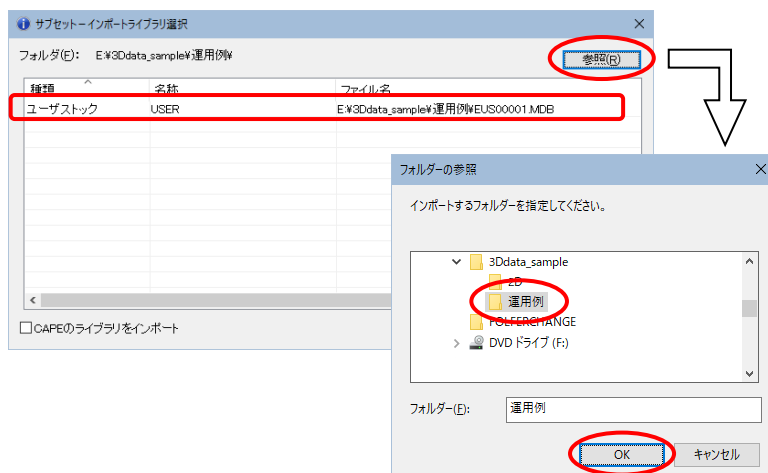 サブセットーインポートライブラリ選択
フォルダ(F): E:¥3Ddata_sample¥運用例¥
参照(R)
種類 名称 ファイル名
ユーザストック USER E:¥3Ddata_sample¥運用例¥EUS00001.MDB
CAPEのライブラリをインポート
フォルダーの参照
インポートするフォルダーを指定してください。
3Ddata_sample
2D
運用例
FOLFERCHANGE
DVD ドライブ (F:)
フォルダー(F): 運用例
OK キャンセル